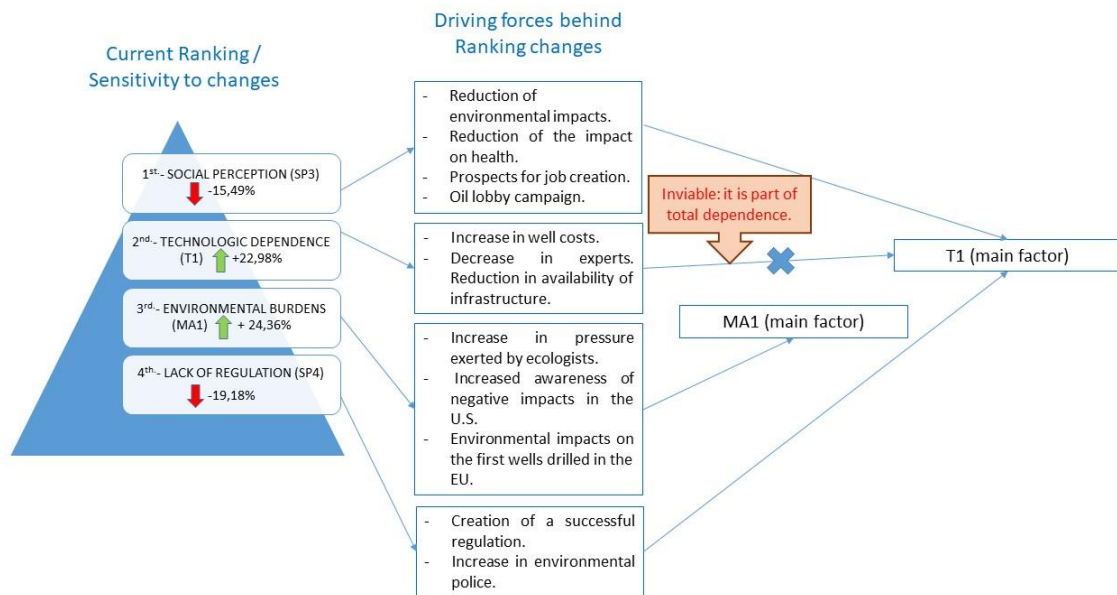 Driving forces behind
Ranking changes
Current Ranking /
Sensitivity to changes
1st.- SOCIAL PERCEPTION (SP3)
-15,49%
2nd.- TECHNOLOGIC DEPENDENCE
(T1) +22,98%
3rd.- ENVIRONMENTAL BURDENS
(MA1) + 24,36%
4th.- LACK OF REGULATION (SP4)
-19,18%
- Reduction of
environmental impacts.
- Reduction of the impact
on health.
- Prospects for job creation.
- Oil lobby campaign.
- Increase in well costs.
- Decrease in experts.
Reduction in availability of
infrastructure.
- Increase in pressure
exerted by ecologists.
- Increased awareness of
negative impacts in the
U.S.
- Environmental impacts on
the first wells drilled in the
EU.
- Creation of a successful
regulation.
- Increase in environmental
police.
Inviable: it is part of
total dependence.
T1 (main factor)
MA1 (main factor)